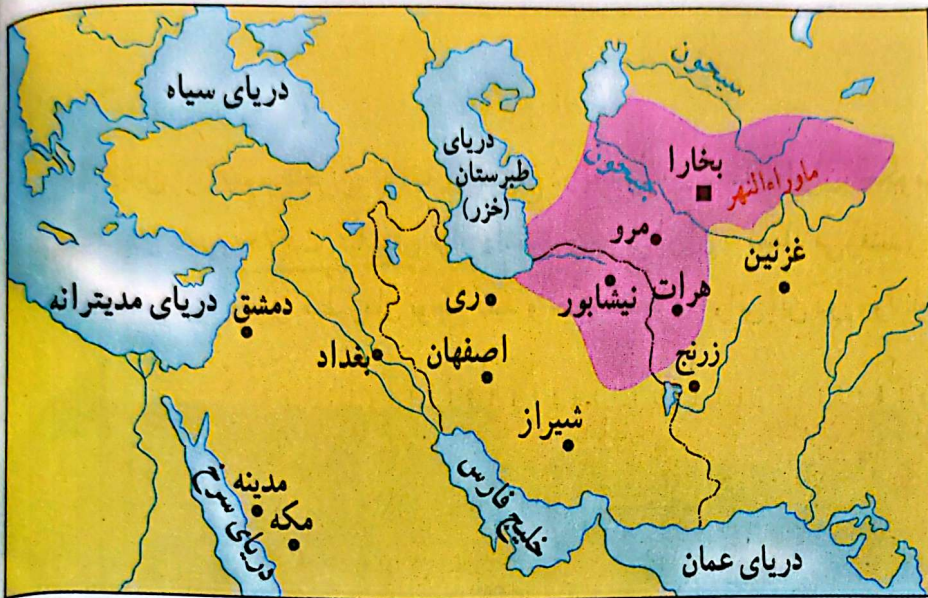 دریای سیاه
دریای
طبرستان
(خزر)
سیحون
جیحون
بخارا
ماوراءالنهر
مرو
غزنین
هرات
نیشابور
ری
دمشق
دریای مدیترانه
بغداد
اصفهان
زرنج
شیراز
مدینه
مکه
دریای سرخ
خلیج فارس
دریای عمان